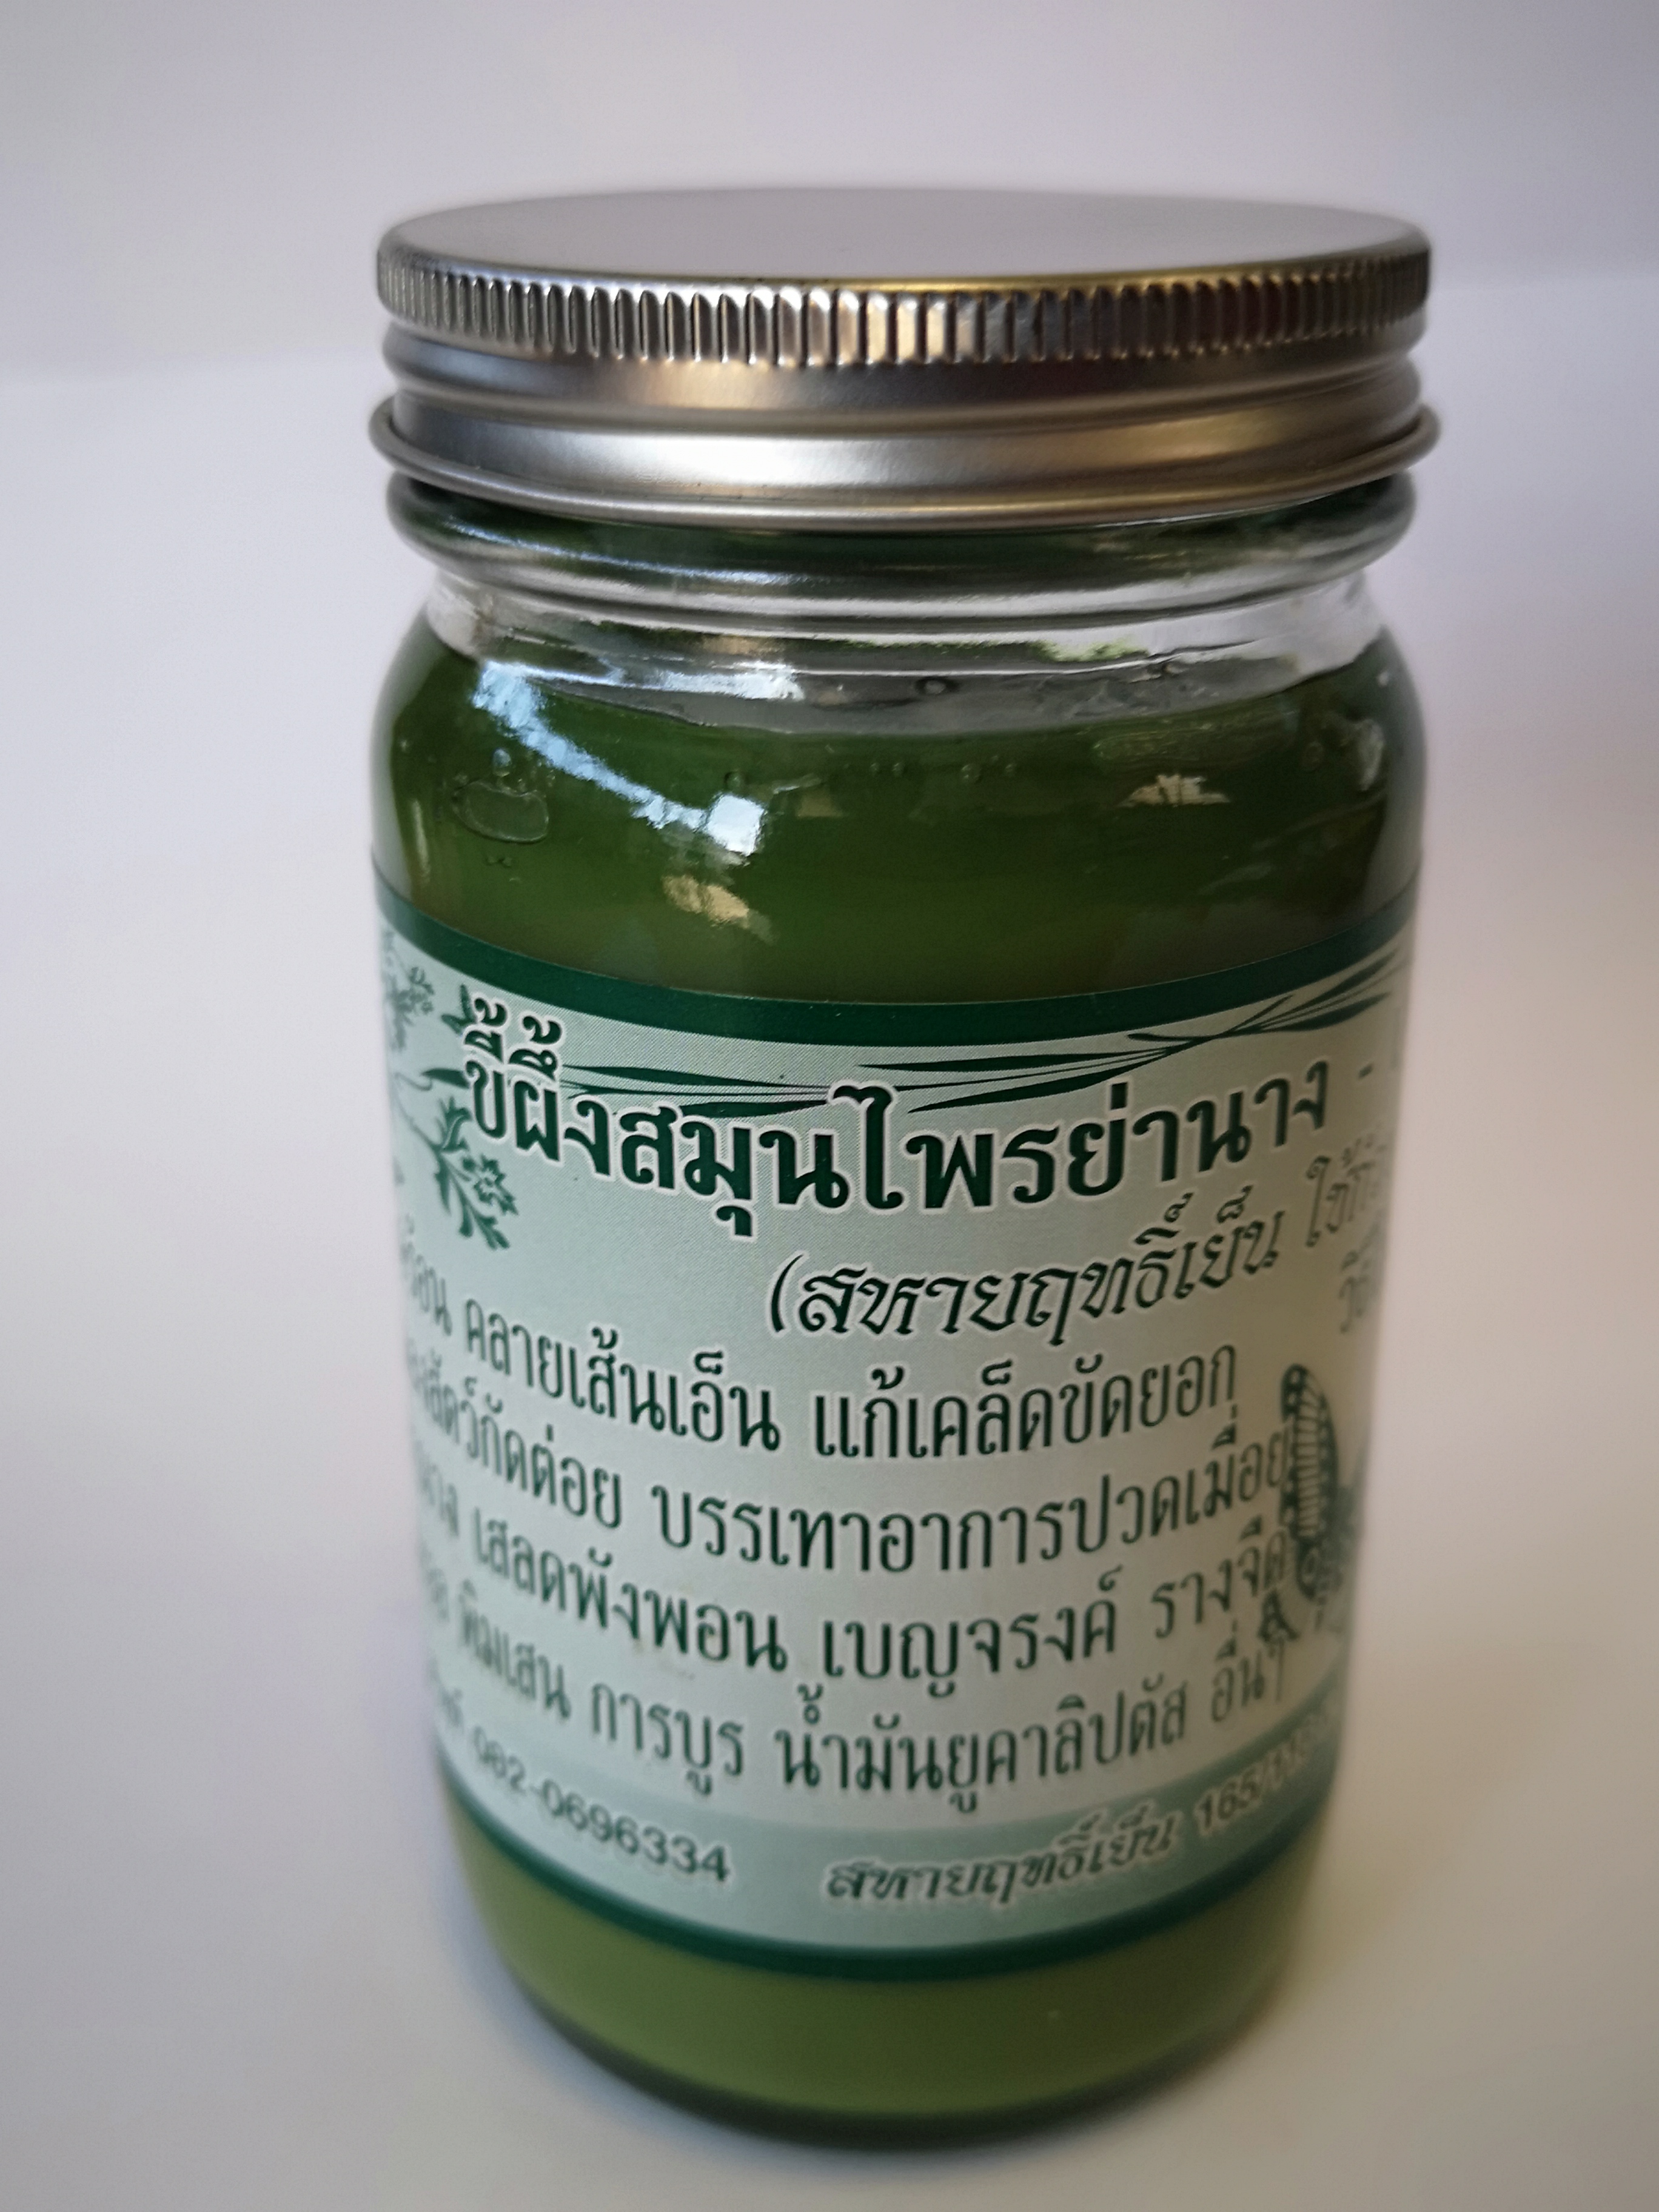 ขี้ผึ้งสมุนไพรย่านาง -
(สหายฤทธิ์เย็น
คลายเส้นเอ็น แก้เคล็ดขัดยอก
กัดต่อย บรรเทาอาการปวดเมื่อย
เสลดพังพอน เบญจรงค์ รางจืด
พิมเสน การบูร น้ำมันยูคาลิปตัส อื่นๆ
062-0696334 สหายฤทธิ์เย็น